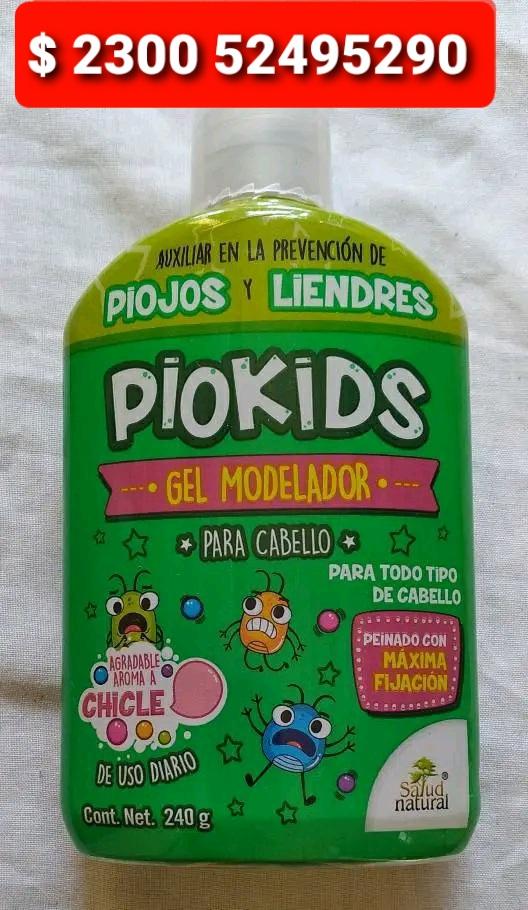 $ 2300 52495290
AUXILIAR EN LA PREVENCIÓN DE
PIOJOS Y LIENDRES
PIOKIDS
GEL MODELADOR
PARA CABELLO
PARA TODO TIPO
DE CABELLO
PEINADO CON
MÁXIMA
FIJACIÓN
AGRADABLE
AROMA A
CHICLE
DE USO DIARIO
Cont. Net. 240 g
Salud®
natural